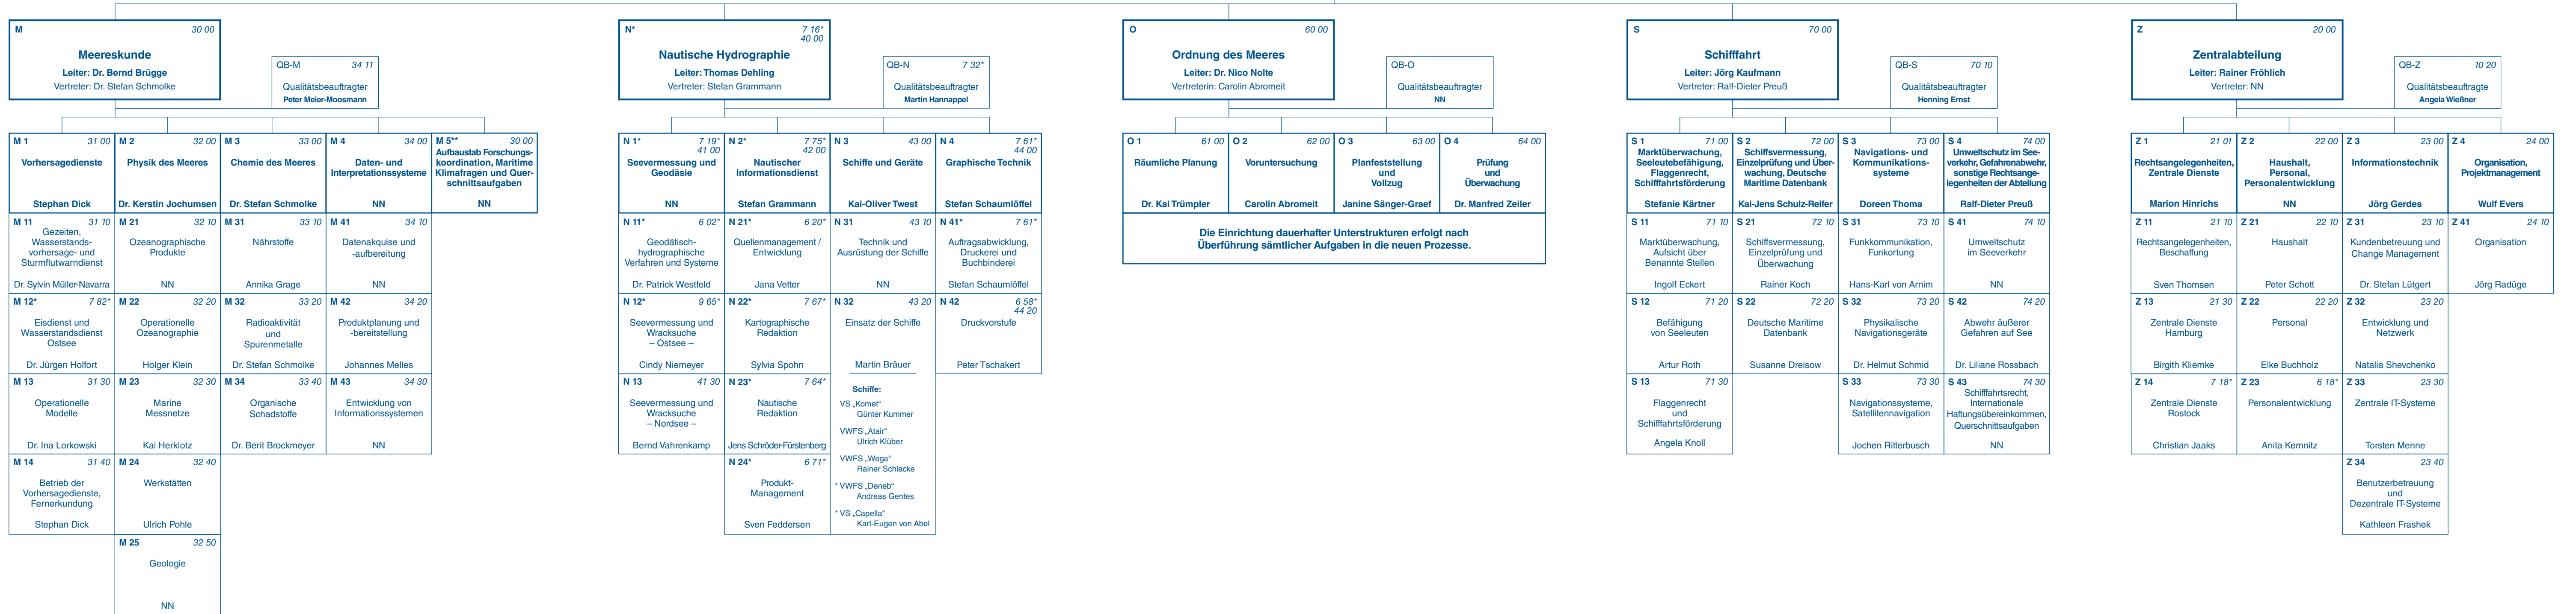 M 30 00
Meereskunde
Leiter: Dr. Bernd Brügge
Vertreter: Dr. Stefan Schmolke
QB-M 34 11
Qualitätsbeauftragter
Peter Meier-Moosmann
M 1 31 00
Vorhersagedienste
Stephan Dick
M 2 32 00
Physik des Meeres
Dr. Kerstin Jochumsen
M 3 33 00
Chemie des Meeres
Dr. Stefan Schmolke
M 4 34 00
Daten- und
Interpretationssysteme
NN
M 5** 30 00
Aufbaustab Forschungs-
koordination, Maritime
Klimafragen und Quer-
schnittsaufgaben
NN
M 11 31 10
Gezeiten,
Wasserstands-
vorhersage- und
Sturmflutwarndienst
Dr. Sylvin Müller-Navarra
M 21 32 10
Ozeanographische
Produkte
NN
M 31 33 10
Nährstoffe
Annika Grage
M 41 34 10
Datenakquise und
-aufbereitung
NN
M 12* 7 82*
Eisdienst und
Wasserstandsdienst
Ostsee
Dr. Jürgen Holfort
M 22 32 20
Operationelle
Ozeanographie
Holger Klein
M 32 33 20
Radioaktivität
und
Spurenmetalle
Dr. Stefan Schmolke
M 42 34 20
Produktplanung und
-bereitstellung
Johannes Melles
M 13 31 30
Operationelle
Modelle
Dr. Ina Lorkowski
M 23 32 30
Marine
Messnetze
Kai Herklotz
M 34 33 40
Organische
Schadstoffe
Dr. Berit Brockmeyer
M 43 34 30
Entwicklung von
Informationssystemen
NN
M 14 31 40
Betrieb der
Vorhersagedienste,
Fernerkundung
Stephan Dick
M 24 32 40
Werkstätten
Ulrich Pohle
M 25 32 50
Geologie
NN
N* 7 16*
40 00
Nautische Hydrographie
Leiter: Thomas Dehling
Vertreter: Stefan Grammann
QB-N 7 32*
Qualitätsbeauftragter
Martin Hannappel
N 1* 7 19*
41 00
Seevermessung und
Geodäsie
NN
N 2* 7 75*
42 00
Nautischer
Informationsdienst
Stefan Grammann
N 3 43 00
Schiffe und Geräte
Kai-Oliver Twest
N 4 7 61*
44 00
Graphische Technik
Stefan Schaumlöffel
N 11* 6 02*
Geodätisch-
hydrographische
Verfahren und Systeme
Dr. Patrick Westfeld
N 21* 6 20*
Quellenmanagement /
Entwicklung
Jana Vetter
N 31 43 10
Technik und
Ausrüstung der Schiffe
NN
N 41* 7 61*
Auftragsabwicklung,
Druckerei und
Buchbinderei
Stefan Schaumlöffel
N 12* 9 65*
Seevermessung und
Wracksuche
– Ostsee –
Cindy Niemeyer
N 22* 7 67*
Kartographische
Redaktion
Sylvia Spohn
N 32 43 20
Einsatz der Schiffe
Martin Bräuer
N 42 6 58*
44 20
Druckvorstufe
Peter Tschakert
N 13 41 30
Seevermessung und
Wracksuche
– Nordsee –
Bernd Vahrenkamp
N 23* 7 64*
Nautische
Redaktion
Jens Schröder-Fürstenberg
Schiffe:
VS „Komet“
Günter Kummer
VWFS „Atair“
Ulrich Klüber
VWFS „Wega“
Rainer Schlacke
* VWFS „Deneb“
Andreas Gentes
* VS „Capella“
Karl-Eugen von Abel
N 24* 6 71*
Produkt-
Management
Sven Feddersen
O 60 00
Ordnung des Meeres
Leiter: Dr. Nico Nolte
Vertreterin: Carolin Abromeit
QB-O
Qualitätsbeauftragter
NN
O 1 61 00
Räumliche Planung
Dr. Kai Trümpler
O 2 62 00
Voruntersuchung
Carolin Abromeit
O 3 63 00
Planfeststellung
und
Vollzug
Janine Sänger-Graef
O 4 64 00
Prüfung
und
Überwachung
Dr. Manfred Zeiler
Die Einrichtung dauerhafter Unterstrukturen erfolgt nach
Überführung sämtlicher Aufgaben in die neuen Prozesse.
S 70 00
Schifffahrt
Leiter: Jörg Kaufmann
Vertreter: Ralf-Dieter Preuß
QB-S 70 10
Qualitätsbeauftragter
Henning Ernst
S 1 71 00
Marktüberwachung,
Seeleutebefähigung,
Flaggenrecht,
Schifffahrtsförderung
Stefanie Kärtner
S 2 72 00
Schiffsvermessung,
Einzelprüfung und Über-
wachung, Deutsche
Maritime Datenbank
Kai-Jens Schulz-Reifer
S 3 73 00
Navigations- und
Kommunikations-
systeme
Doreen Thoma
S 4 74 00
Umweltschutz im See-
verkehr, Gefahrenabwehr,
sonstige Rechtsange-
legenheiten der Abteilung
Ralf-Dieter Preuß
S 11 71 10
Marktüberwachung,
Aufsicht über
Benannte Stellen
Ingolf Eckert
S 21 72 10
Schiffsvermessung,
Einzelprüfung und
Überwachung
Rainer Koch
S 31 73 10
Funkkommunikation,
Funkortung
Hans-Karl von Arnim
S 41 74 10
Umweltschutz
im Seeverkehr
NN
S 12 71 20
Befähigung
von Seeleuten
Artur Roth
S 22 72 20
Deutsche Maritime
Datenbank
Susanne Dreisow
S 32 73 20
Physikalische
Navigationsgeräte
Dr. Helmut Schmid
S 42 74 20
Abwehr äußerer
Gefahren auf See
Dr. Liliane Rossbach
S 13 71 30
Flaggenrecht
und
Schifffahrtsförderung
Angela Knoll
S 33 73 30
Navigationssysteme,
Satellitennavigation
Jochen Ritterbusch
S 43 74 30
Schifffahrtsrecht,
Internationale
Haftungsübereinkommen,
Querschnittsaufgaben
NN
Z 20 00
Zentralabteilung
Leiter: Rainer Fröhlich
Vertreter: NN
QB-Z 10 20
Qualitätsbeauftragte
Angela Wießner
Z 1 21 01
Rechtsangelegenheiten,
Zentrale Dienste
Marion Hinrichs
Z 2 22 00
Haushalt,
Personal,
Personalentwicklung
NN
Z 3 23 00
Informationstechnik
Jörg Gerdes
Z 4 24 00
Organisation,
Projektmanagement
Wulf Evers
Z 11 21 10
Rechtsangelegenheiten,
Beschaffung
Sven Thomsen
Z 21 22 10
Haushalt
Peter Schott
Z 31 23 10
Kundenbetreuung und
Change Management
Dr. Stefan Lütgert
Z 41 24 10
Organisation
Jörg Radüge
Z 13 21 30
Zentrale Dienste
Hamburg
Birgith Kliemke
Z 22 22 20
Personal
Elke Buchholz
Z 32 23 20
Entwicklung und
Netzwerk
Natalia Shevchenko
Z 14 7 18*
Zentrale Dienste
Rostock
Christian Jaaks
Z 23 6 18*
Personalentwicklung
Anita Kemnitz
Z 33 23 30
Zentrale IT-Systeme
Torsten Menne
Z 34 23 40
Benutzerbetreuung
und
Dezentrale IT-Systeme
Kathleen Frashek